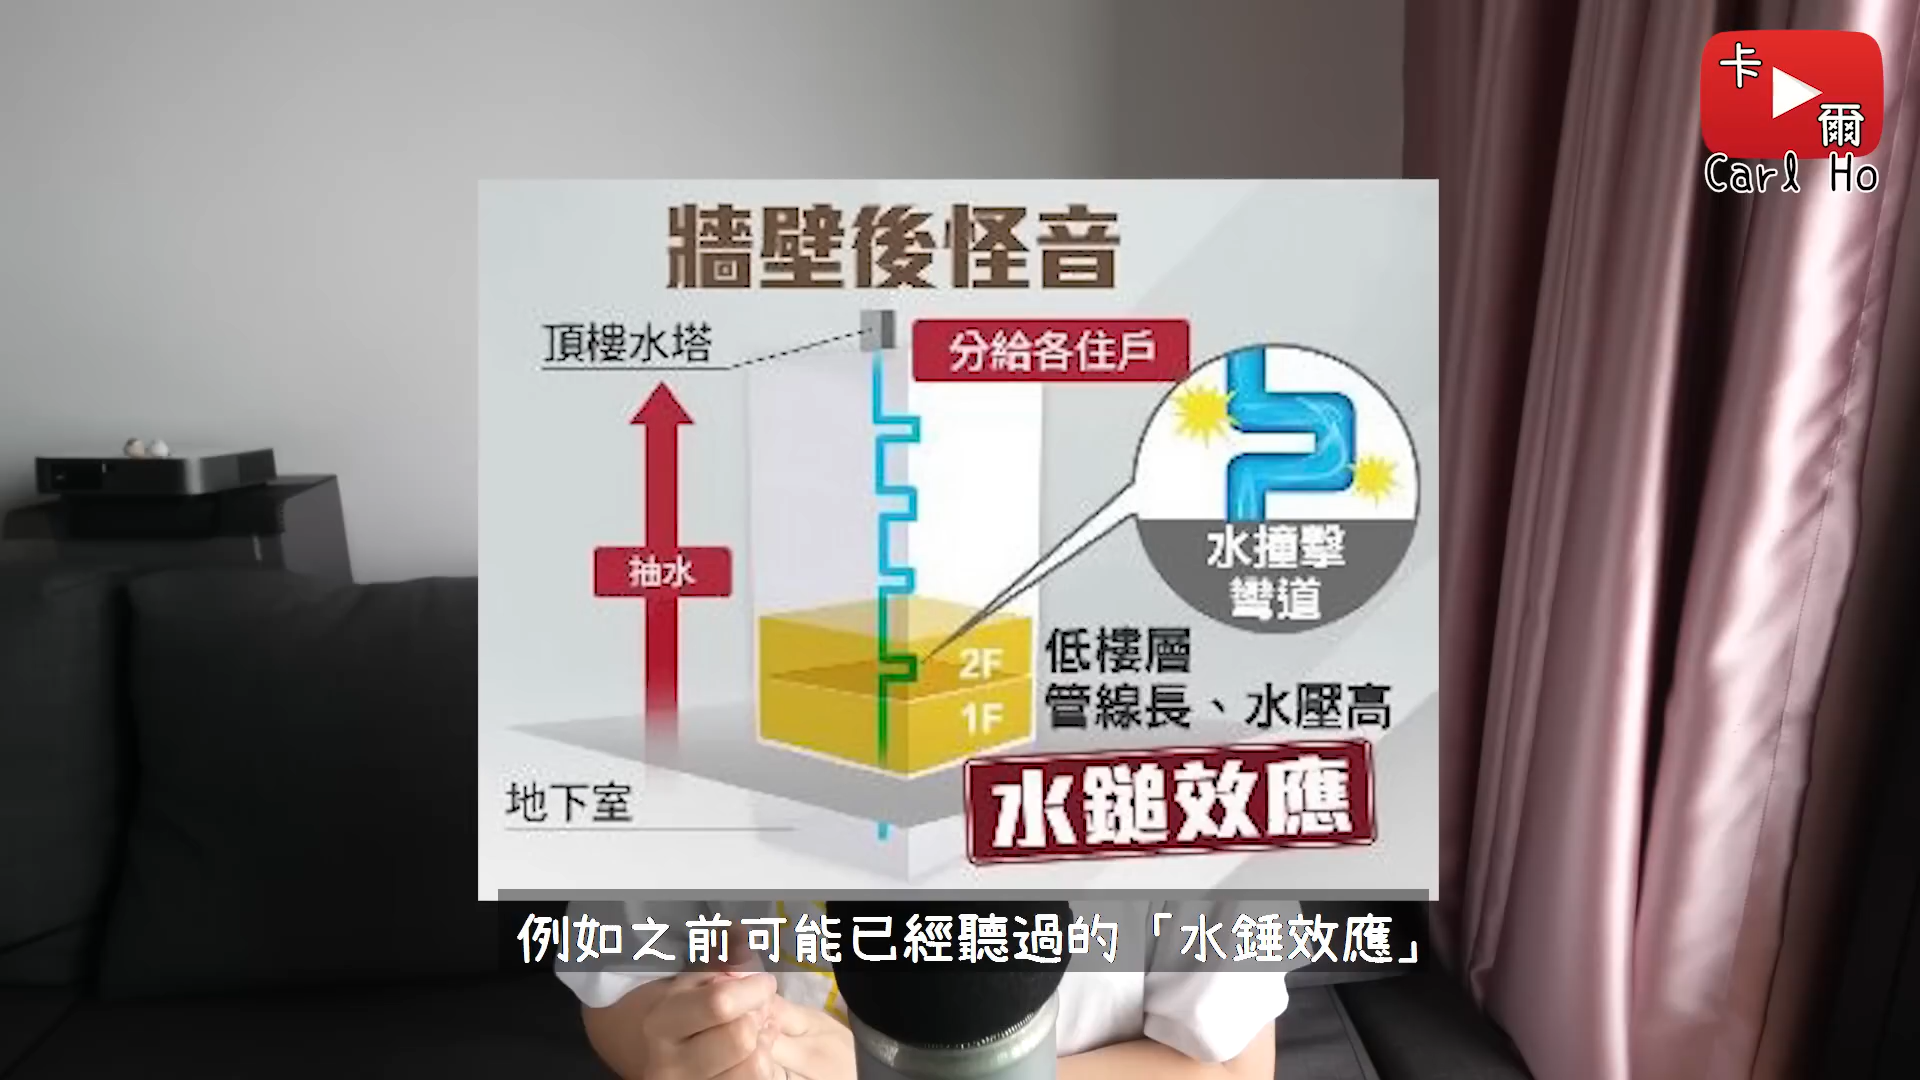 卡
爾
Carl Ho
牆壁後怪音
頂樓水塔
分給各住戶
抽水
水撞擊
彎道
2F
1F
低樓層
管線長、水壓高
地下室
水鎚效應
例如之前可能已經聽過的「水錘效應」